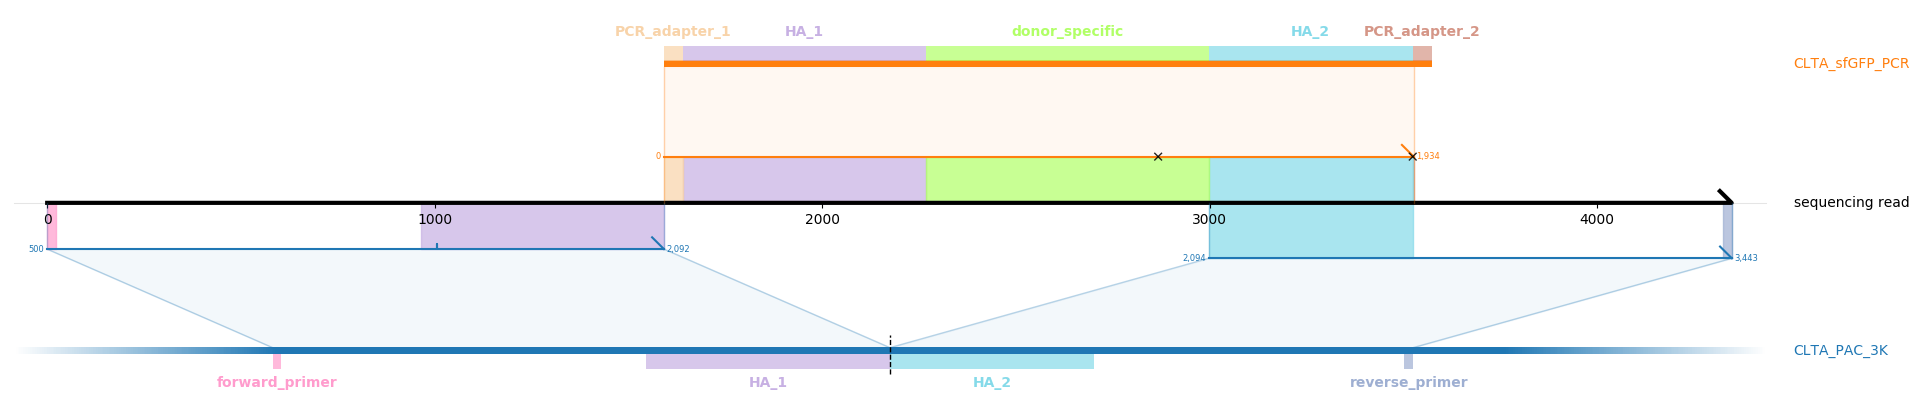 PCR_adapter_1 HA_1 donor_specific HA_2 PCR_adapter_2
CLTA_sfGFP_PCR
0 1,934
sequencing read
0 1000 2000 3000 4000
500 2,092
2,094 3,443
CLTA_PAC_3K
forward_primer HA_1 HA_2 reverse_primer